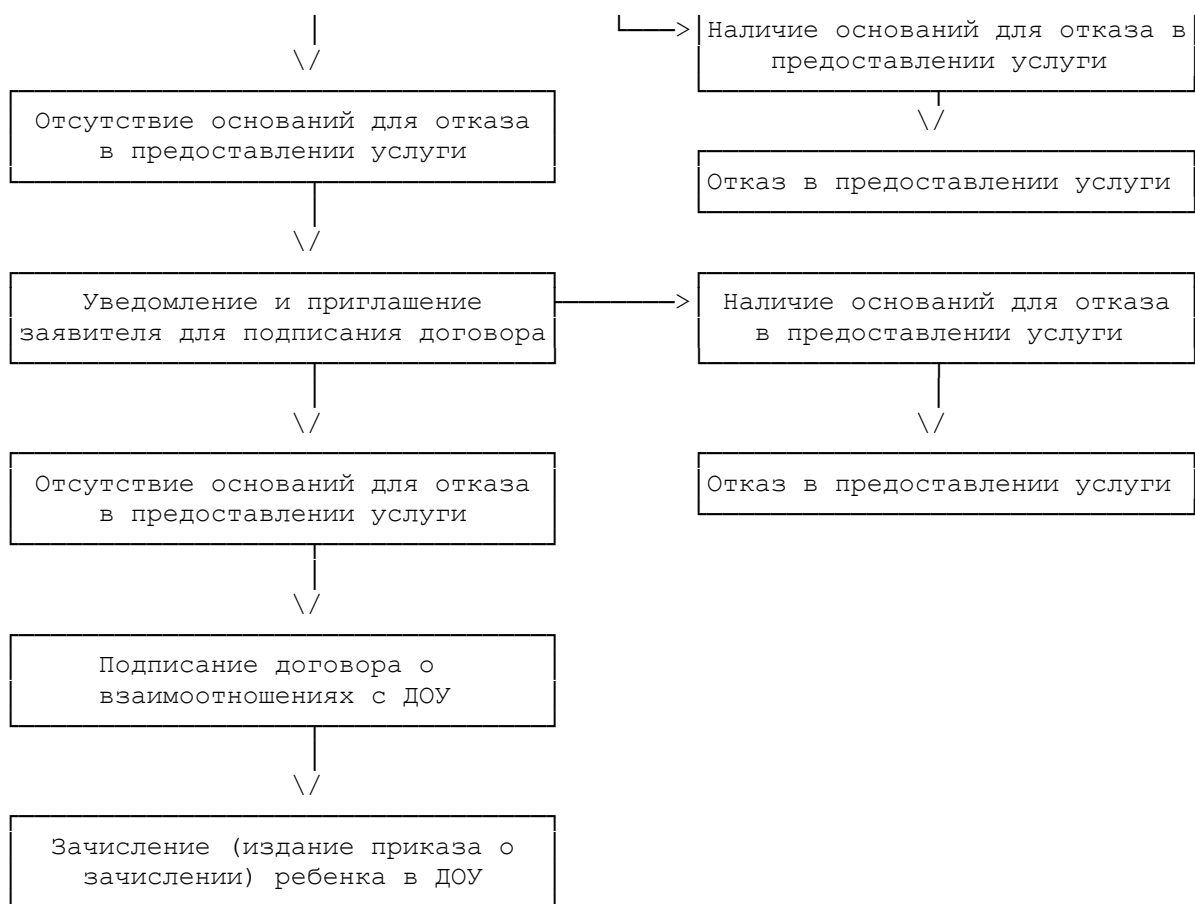 Наличие оснований для отказа в
предоставлении услуги
Отсутствие оснований для отказа
в предоставлении услуги
Отказ в предоставлении услуги
Уведомление и приглашение
заявителя для подписания договора
Наличие оснований для отказа
в предоставлении услуги
Отсутствие оснований для отказа
в предоставлении услуги
Отказ в предоставлении услуги
Подписание договора о
взаимоотношениях с ДОУ
Зачисление (издание приказа о
зачислении) ребенка в ДОУ